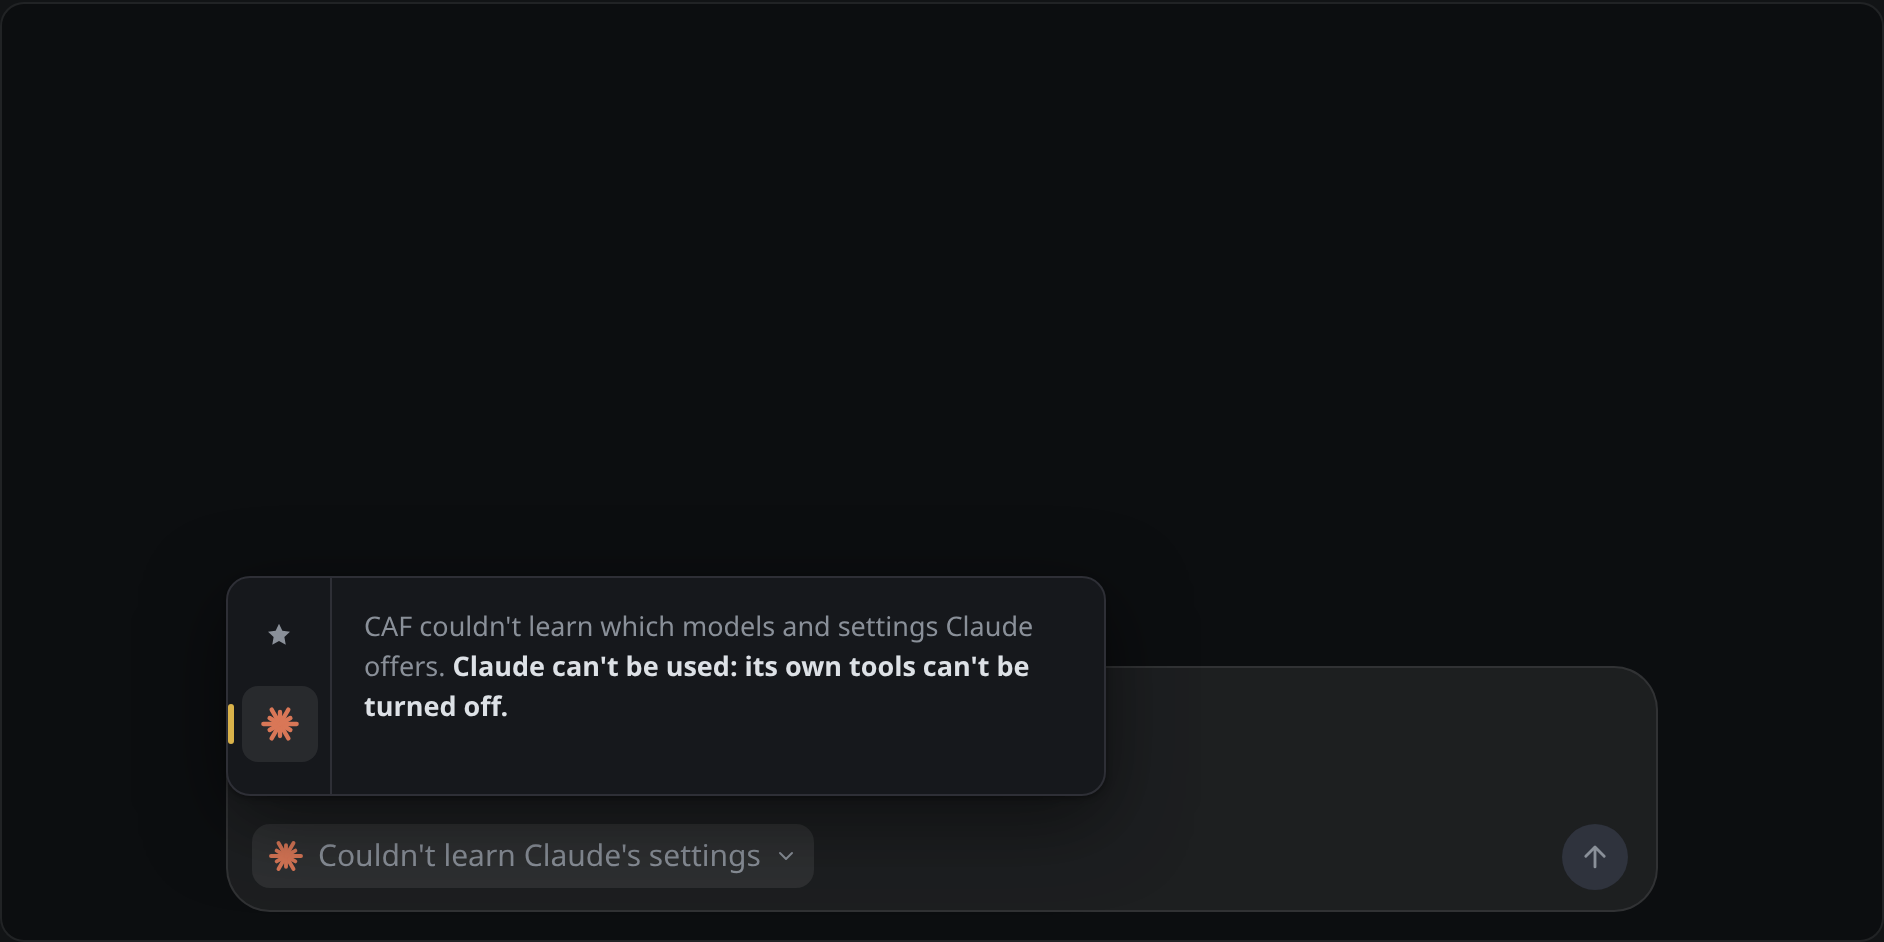 CAF couldn't learn which models and settings Claude
offers. Claude can't be used: its own tools can't be
turned off.
Couldn't learn Claude's settings